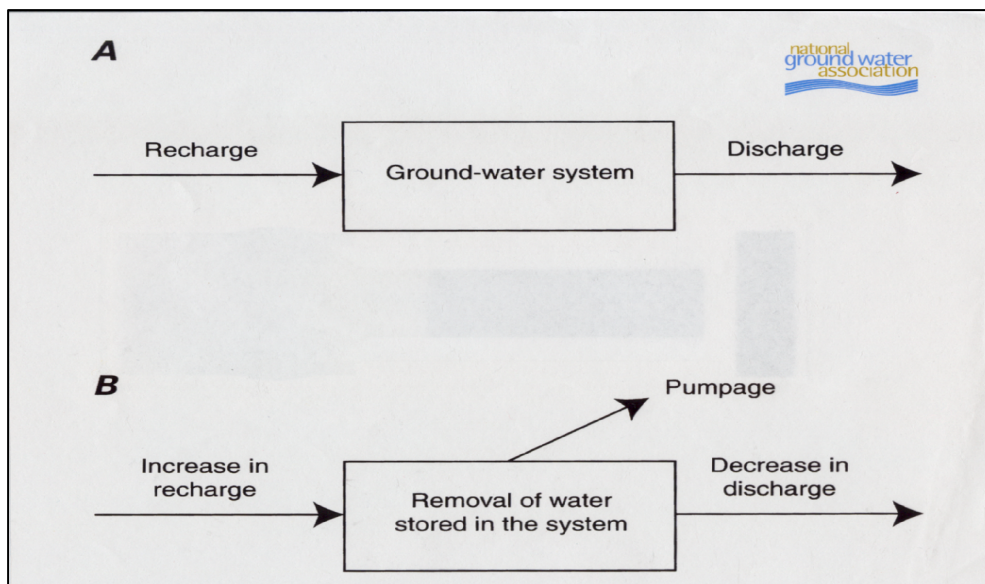 A
national
ground water
association
Recharge
Ground-water system
Discharge
B
Pumpage
Increase in
recharge
Removal of water
stored in the system
Decrease in
discharge